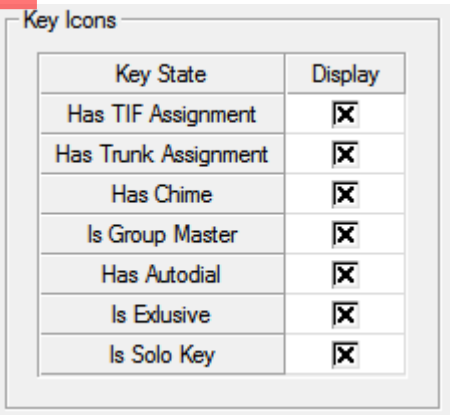 Key Icons
Key State Display
Has TIF Assignment
Has Trunk Assignment
Has Chime
Is Group Master
Has Autodial
Is Exlusive
Is Solo Key